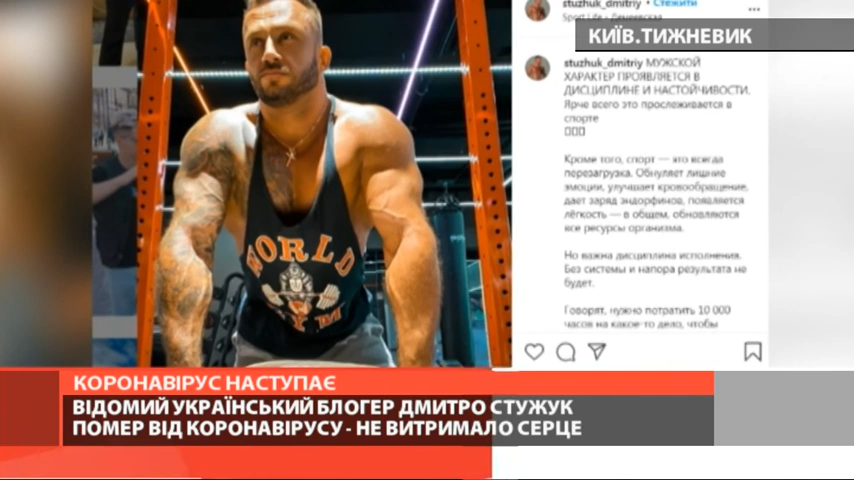 stuzhuk_dmitriy • Стежити
Sport Life - Демеевская
КИЇВ.ТИЖНЕВИК
stuzhuk_dmitriy МУЖСКОЙ
ХАРАКТЕР ПРОЯВЛЯЕТСЯ В
ДИСЦИПЛИНЕ И НАСТОЙЧИВОСТИ.
Ярче всего это прослеживается в
спорте
Кроме того, спорт — это всегда
перезагрузка. Обнуляет лишние
эмоции, улучшает кровообращение,
дает заряд эндорфинов, появляется
лёгкость — в общем, обновляются
все ресурсы организма.
Но важна дисциплина исполнения.
Без системы и напора результата не
будет.
Говорят, нужно потратить 10 000
часов на какое-то дело, чтобы
WORLD
GYM
КОРОНАВІРУС НАСТУПАЄ
ВІДОМИЙ УКРАЇНСЬКИЙ БЛОГЕР ДМИТРО СТУЖУК
ПОМЕР ВІД КОРОНАВІРУСУ - НЕ ВИТРИМАЛО СЕРЦЕ